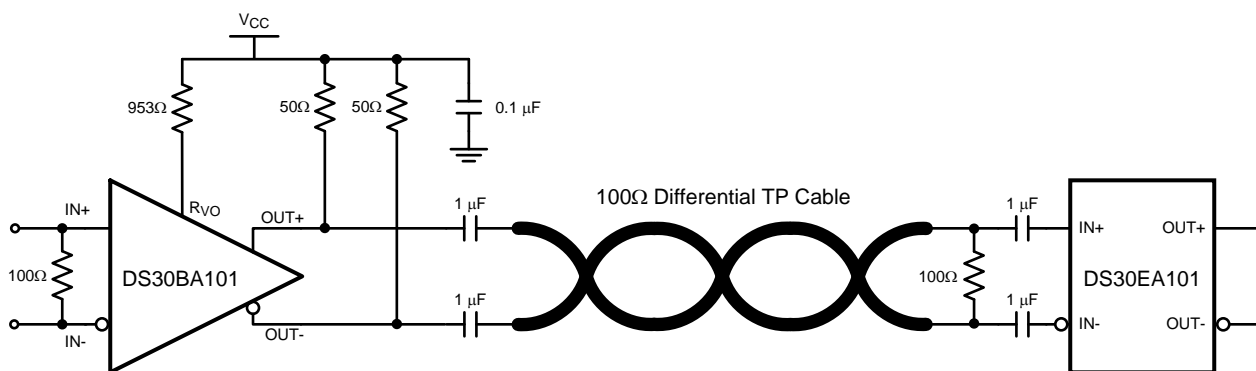 VCC
953Ω
50Ω
50Ω
0.1 µF
RVO
IN+
OUT+
100Ω
DS30BA101
IN-
OUT-
1 µF
1 µF
100Ω Differential TP Cable
100Ω
1 µF
1 µF
IN+
OUT+
DS30EA101
IN-
OUT-